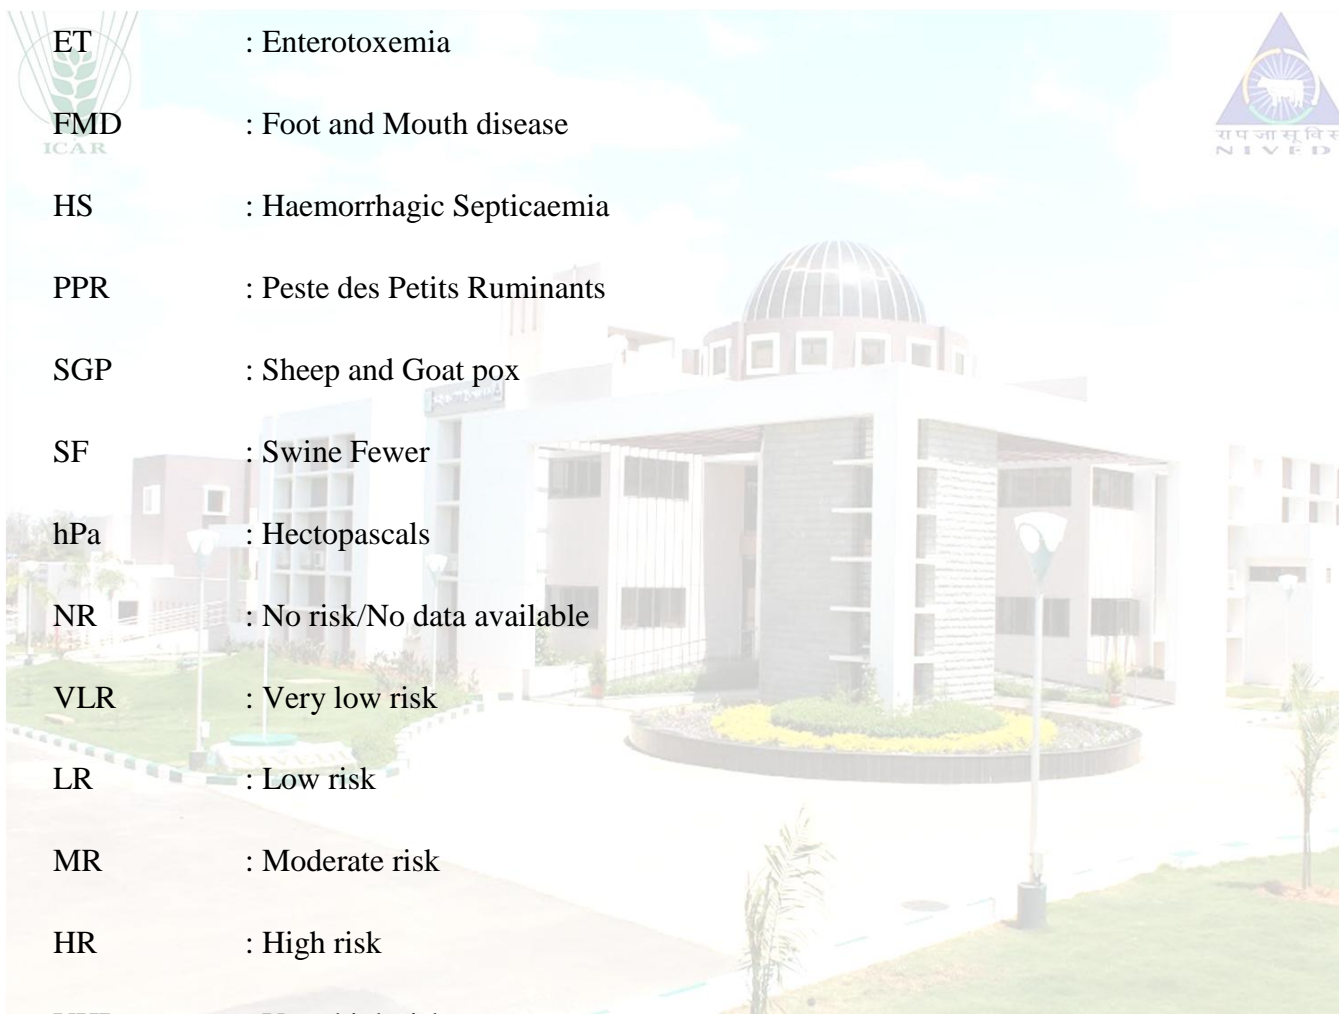 ET : Enterotoxemia
FMD : Foot and Mouth disease
ICAR
राप जा सू वि सं
NIVEDI
HS : Haemorrhagic Septicaemia
PPR : Peste des Petits Ruminants
SGP : Sheep and Goat pox
SF : Swine Fewer
hPa : Hectopascals
NR : No risk/No data available
VLR : Very low risk
LR : Low risk
MR : Moderate risk
HR : High risk